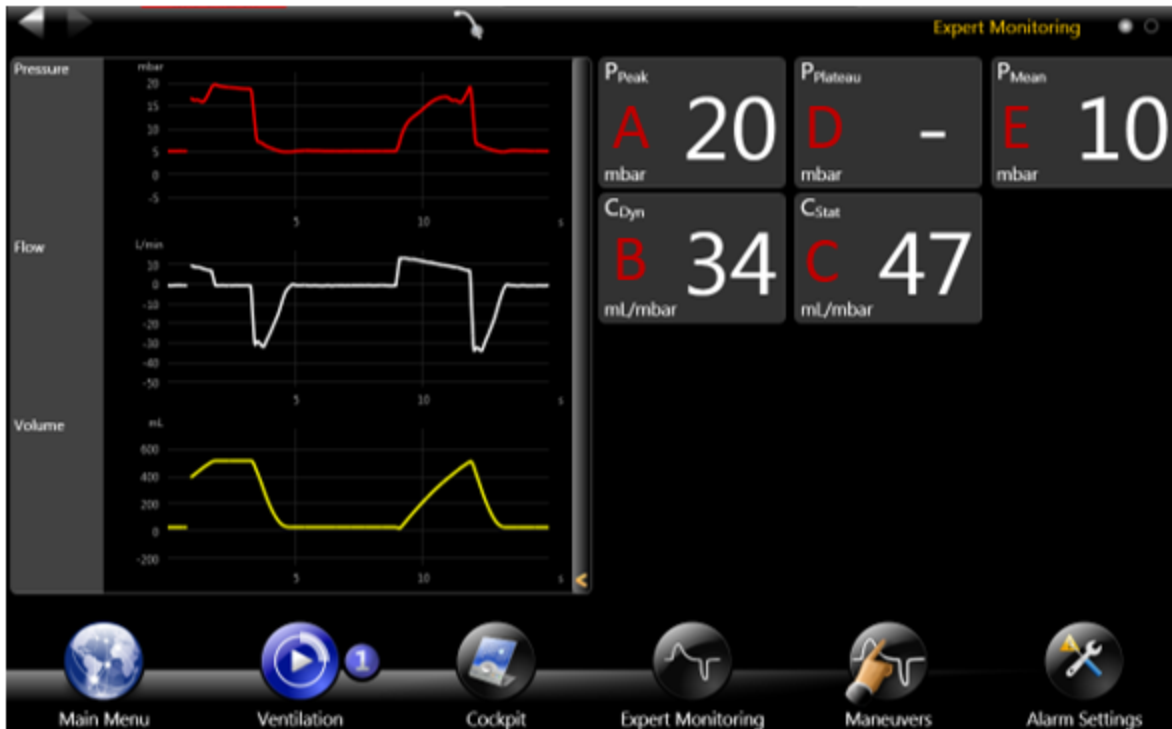 Expert Monitoring
Pressure
mbar
20
15
10
5
0
-5
5 10 s
Flow
L/min
10
0
-10
-20
-30
-40
-50
5 10 s
Volume
mL
600
400
200
0
-200
5 10 s
<
PPeak
A 20
mbar
PPlateau
D -
mbar
PMean
E 10
mbar
CDyn
B 34
mL/mbar
CStat
C 47
mL/mbar
1
Main Menu
Ventilation
Cockpit
Expert Monitoring
Maneuvers
Alarm Settings